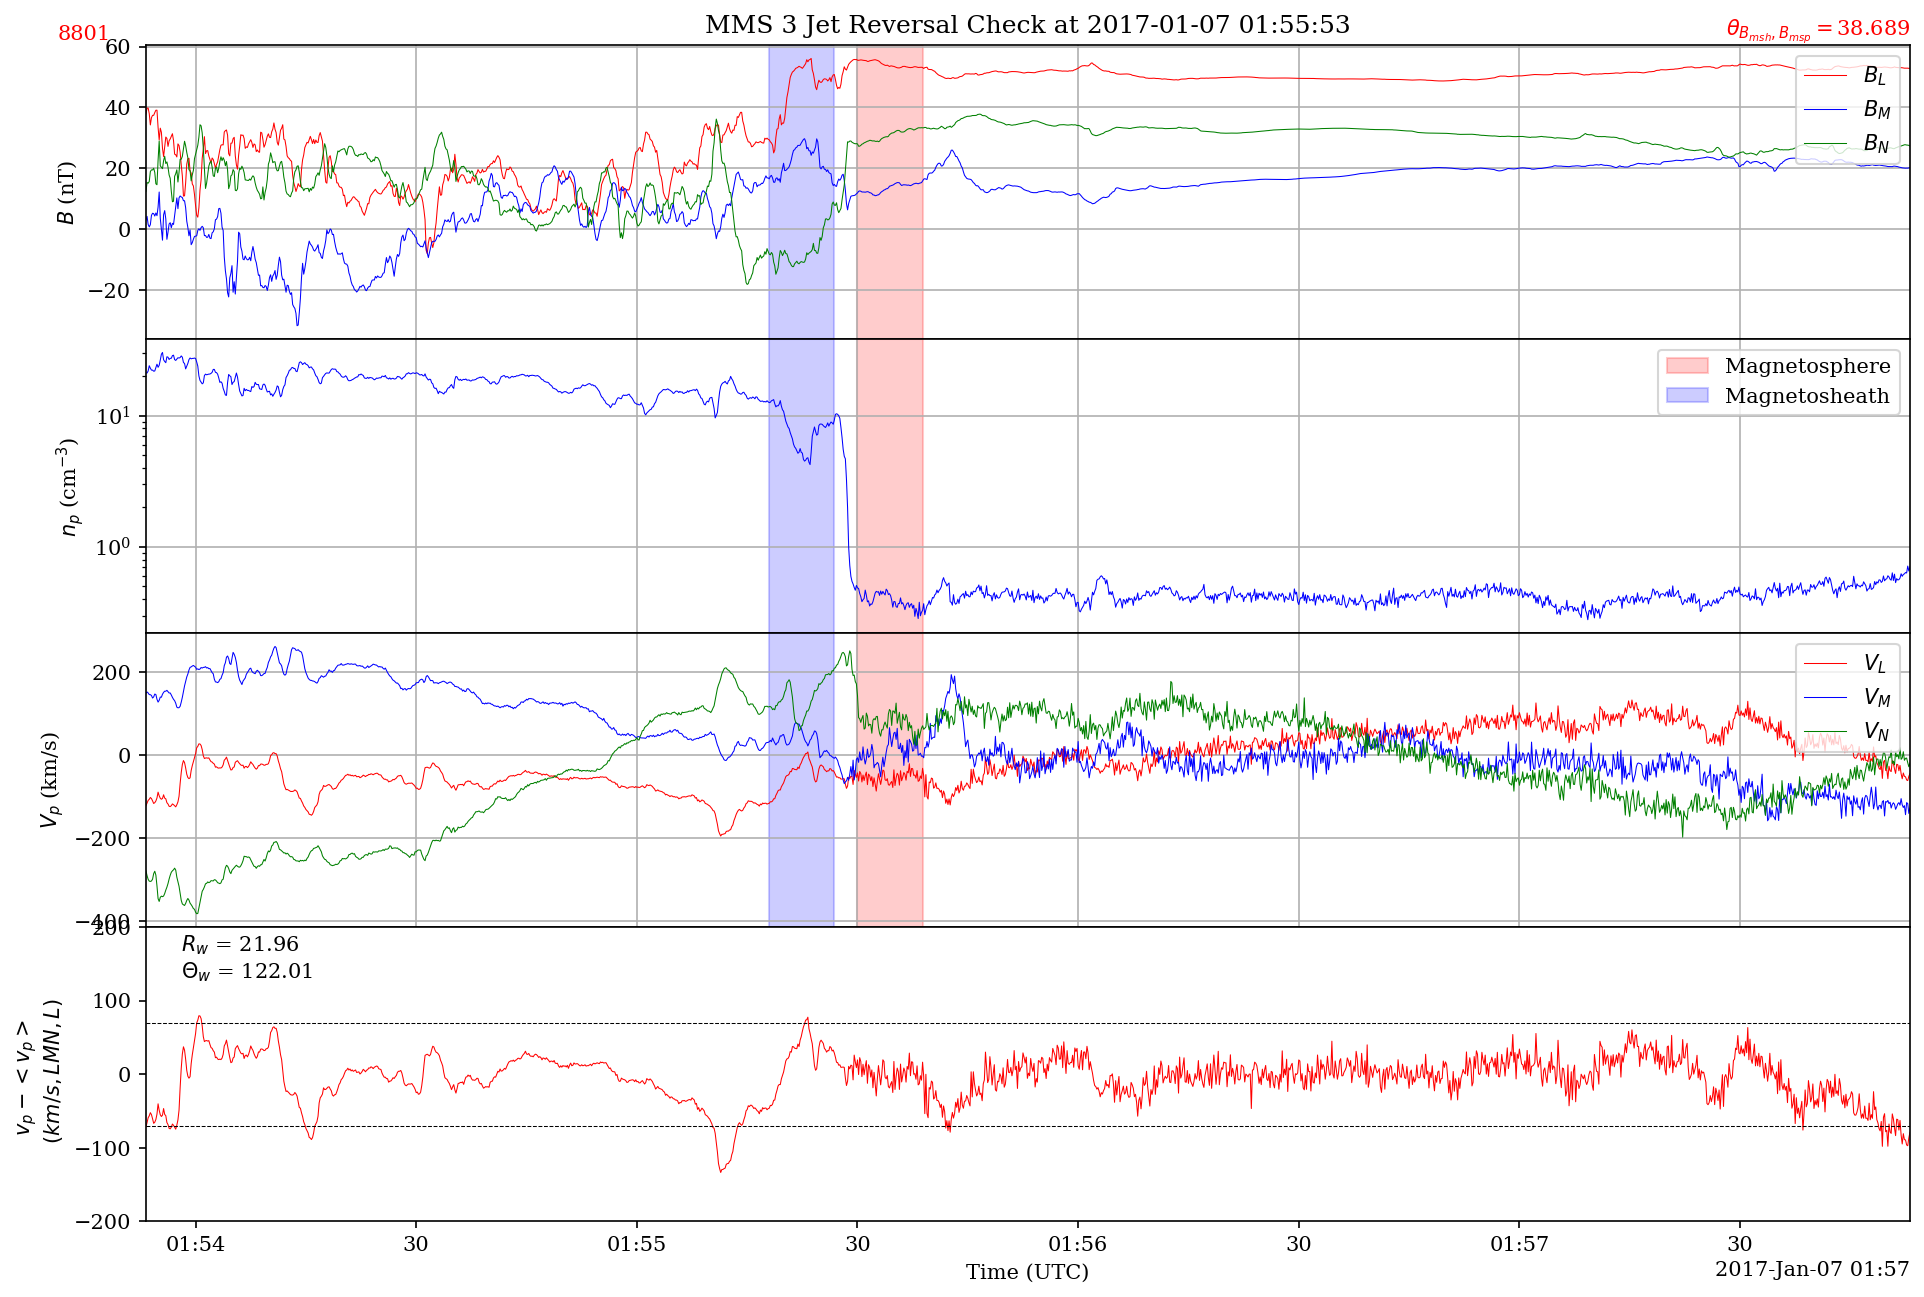 MMS 3 Jet Reversal Check at 2017-01-07 01:55:53
8801
θ_{B_{msh}, B_{msp}} = 38.689
60
40
20
0
−20
B (nT)
B_L
B_M
B_N
10^1
10^0
n_p (cm^{−3})
Magnetosphere
Magnetosheath
200
0
−200
−400
V_p (km/s)
V_L
V_M
V_N
200
100
0
−100
−200
v_p − <v_p>
(km/s, LMN, L)
R_w = 21.96
Θ_w = 122.01
01:54 30 01:55 30 01:56 30 01:57 30
Time (UTC)
2017-Jan-07 01:57